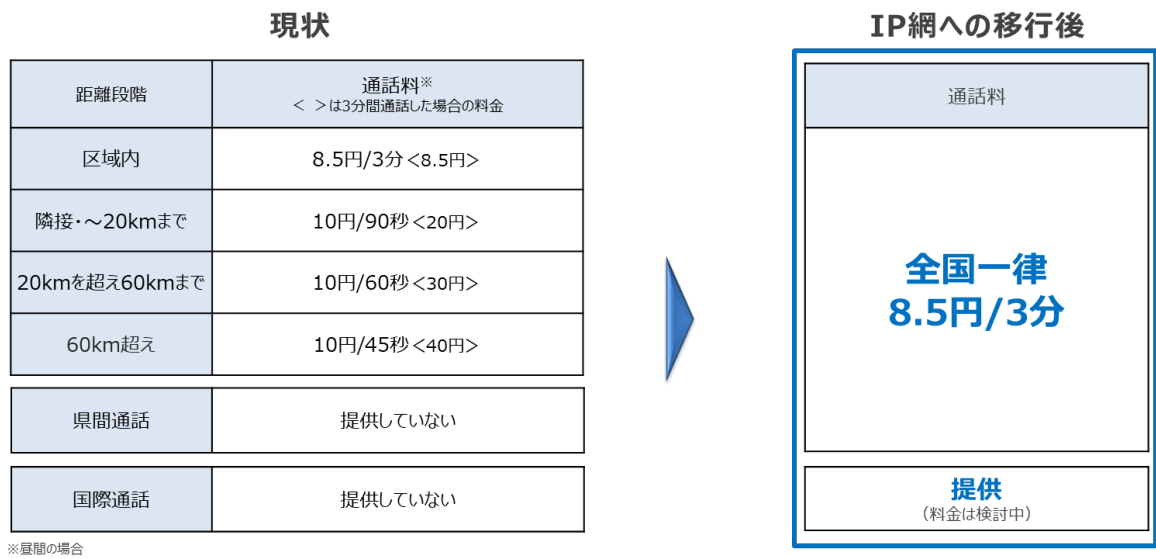 現状
IP網への移行後
距離段階
通話料※
< >は3分間通話した場合の料金
区域内
8.5円/3分<8.5円>
隣接・～20kmまで
10円/90秒<20円>
20kmを超え60kmまで
10円/60秒<30円>
60km超え
10円/45秒<40円>
県間通話
提供していない
国際通話
提供していない
※昼間の場合
通話料
全国一律
8.5円/3分
提供
（料金は検討中）